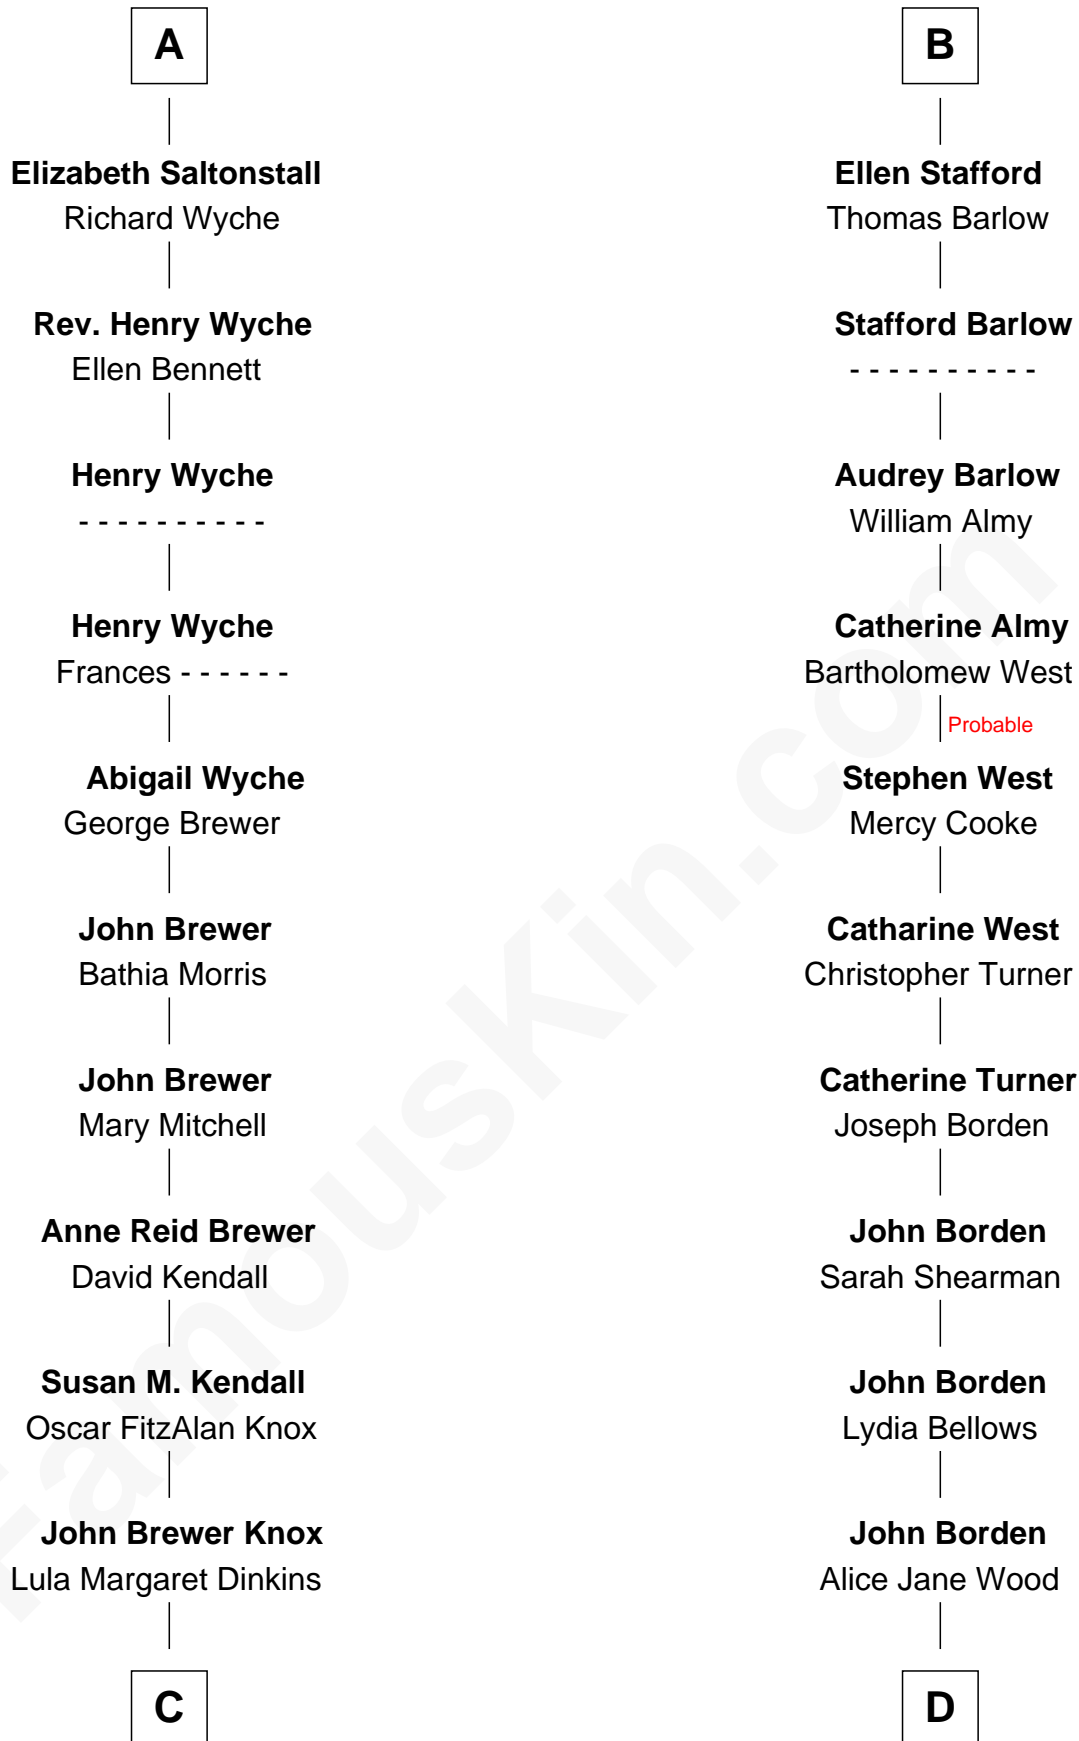 A
Elizabeth Saltonstall
Richard Wyche
Rev. Henry Wyche
Ellen Bennett
Henry Wyche
- - - - - - - - - -
Henry Wyche
Frances - - - - - -
Abigail Wyche
George Brewer
John Brewer
Bathia Morris
John Brewer
Mary Mitchell
Anne Reid Brewer
David Kendall
Susan M. Kendall
Oscar FitzAlan Knox
John Brewer Knox
Lula Margaret Dinkins
C
B
Ellen Stafford
Thomas Barlow
Stafford Barlow
- - - - - - - - - -
Audrey Barlow
William Almy
Catherine Almy
Bartholomew West
Probable
Stephen West
Mercy Cooke
Catharine West
Christopher Turner
Catherine Turner
Joseph Borden
John Borden
Sarah Shearman
John Borden
Lydia Bellows
John Borden
Alice Jane Wood
D
FamousKin.com